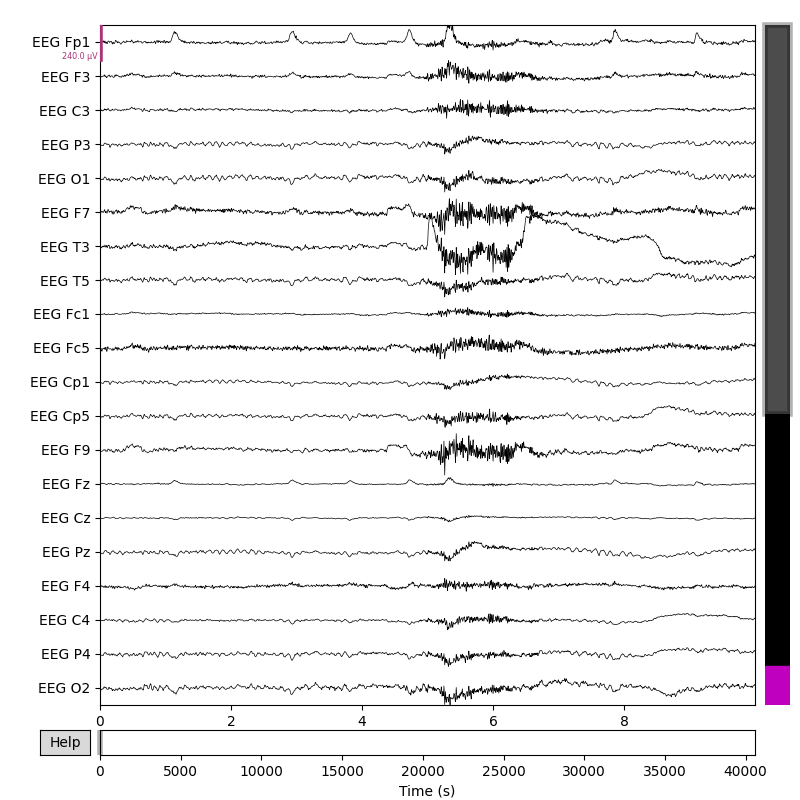 EEG Fp1
240.0 µV
EEG F3
EEG C3
EEG P3
EEG O1
EEG F7
EEG T3
EEG T5
EEG Fc1
EEG Fc5
EEG Cp1
EEG Cp5
EEG F9
EEG Fz
EEG Cz
EEG Pz
EEG F4
EEG C4
EEG P4
EEG O2
0 2 4 6 8
Help
0 5000 10000 15000 20000 25000 30000 35000 40000
Time (s)